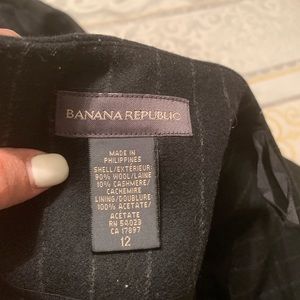 BANANA REPUBLIC
MADE IN
PHILIPPINES
SHELL/EXTÉRIEUR:
90% WOOL/LAINE
10% CASHMERE/
CACHEMIRE
LINING/DOUBLURE:
100% ACETATE/
ACETATE
RN 54023
CA 17897
12